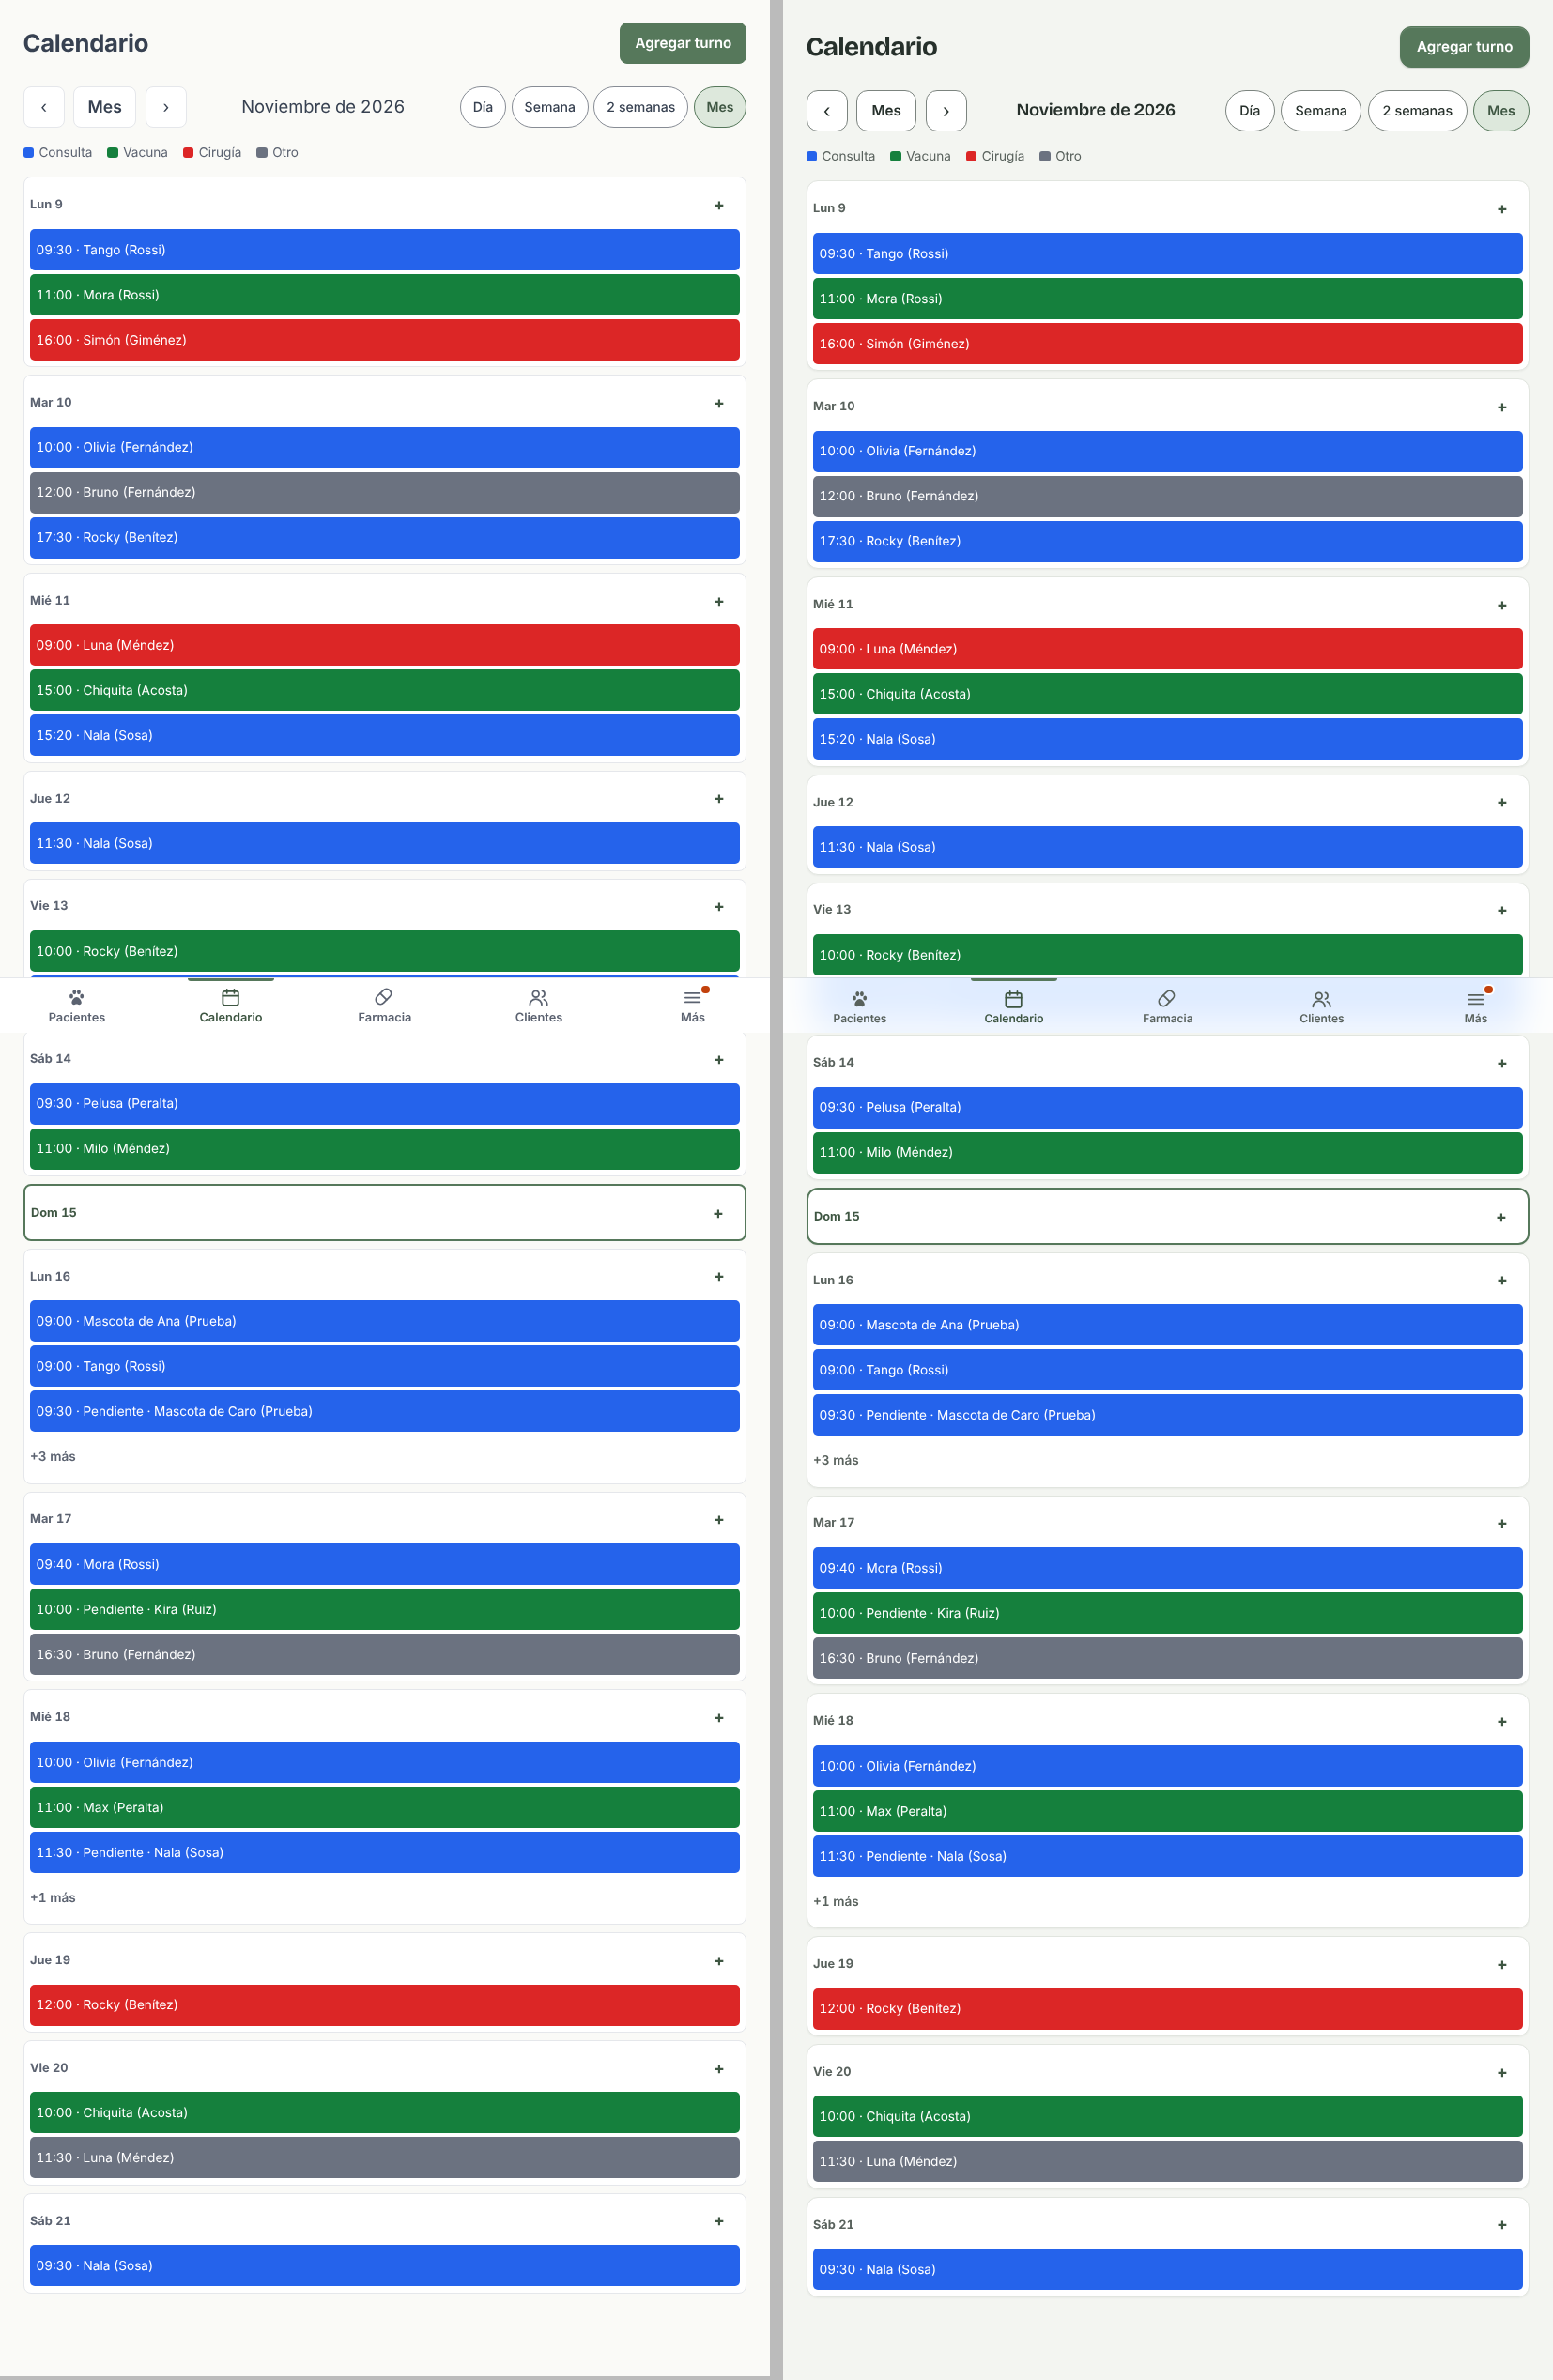 Calendario
Agregar turno
‹ Mes › Noviembre de 2026 Día Semana 2 semanas Mes
Consulta Vacuna Cirugía Otro
Lun 9 +
09:30 · Tango (Rossi)
11:00 · Mora (Rossi)
16:00 · Simón (Giménez)
Mar 10 +
10:00 · Olivia (Fernández)
12:00 · Bruno (Fernández)
17:30 · Rocky (Benítez)
Mié 11 +
09:00 · Luna (Méndez)
15:00 · Chiquita (Acosta)
15:20 · Nala (Sosa)
Jue 12 +
11:30 · Nala (Sosa)
Vie 13 +
10:00 · Rocky (Benítez)
Pacientes Calendario Farmacia Clientes Más
Sáb 14 +
09:30 · Pelusa (Peralta)
11:00 · Milo (Méndez)
Dom 15 +
Lun 16 +
09:00 · Mascota de Ana (Prueba)
09:00 · Tango (Rossi)
09:30 · Pendiente · Mascota de Caro (Prueba)
+3 más
Mar 17 +
09:40 · Mora (Rossi)
10:00 · Pendiente · Kira (Ruiz)
16:30 · Bruno (Fernández)
Mié 18 +
10:00 · Olivia (Fernández)
11:00 · Max (Peralta)
11:30 · Pendiente · Nala (Sosa)
+1 más
Jue 19 +
12:00 · Rocky (Benítez)
Vie 20 +
10:00 · Chiquita (Acosta)
11:30 · Luna (Méndez)
Sáb 21 +
09:30 · Nala (Sosa)
Calendario
Agregar turno
‹ Mes › Noviembre de 2026 Día Semana 2 semanas Mes
Consulta Vacuna Cirugía Otro
Lun 9 +
09:30 · Tango (Rossi)
11:00 · Mora (Rossi)
16:00 · Simón (Giménez)
Mar 10 +
10:00 · Olivia (Fernández)
12:00 · Bruno (Fernández)
17:30 · Rocky (Benítez)
Mié 11 +
09:00 · Luna (Méndez)
15:00 · Chiquita (Acosta)
15:20 · Nala (Sosa)
Jue 12 +
11:30 · Nala (Sosa)
Vie 13 +
10:00 · Rocky (Benítez)
Pacientes Calendario Farmacia Clientes Más
Sáb 14 +
09:30 · Pelusa (Peralta)
11:00 · Milo (Méndez)
Dom 15 +
Lun 16 +
09:00 · Mascota de Ana (Prueba)
09:00 · Tango (Rossi)
09:30 · Pendiente · Mascota de Caro (Prueba)
+3 más
Mar 17 +
09:40 · Mora (Rossi)
10:00 · Pendiente · Kira (Ruiz)
16:30 · Bruno (Fernández)
Mié 18 +
10:00 · Olivia (Fernández)
11:00 · Max (Peralta)
11:30 · Pendiente · Nala (Sosa)
+1 más
Jue 19 +
12:00 · Rocky (Benítez)
Vie 20 +
10:00 · Chiquita (Acosta)
11:30 · Luna (Méndez)
Sáb 21 +
09:30 · Nala (Sosa)